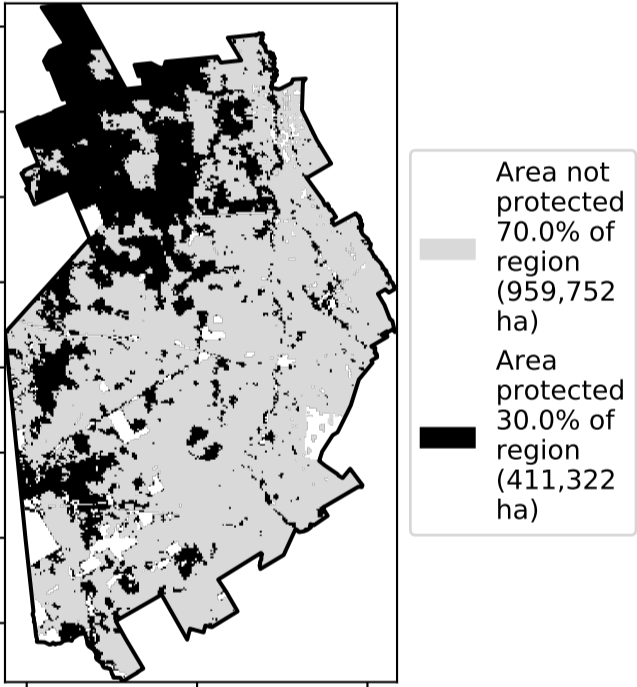 Area not
protected
70.0% of
region
(959,752
ha)
Area
protected
30.0% of
region
(411,322
ha)